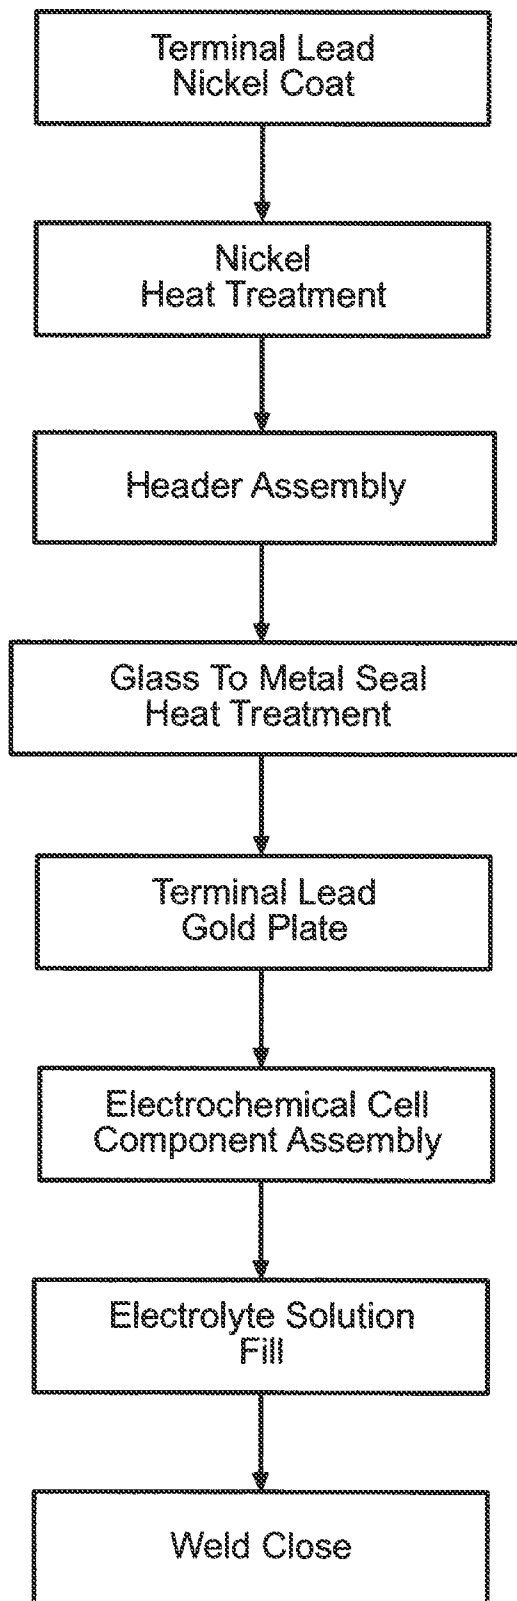 Terminal Lead
Nickel Coat
Nickel
Heat Treatment
Header Assembly
Glass To Metal Seal
Heat Treatment
Terminal Lead
Gold Plate
Electrochemical Cell
Component Assembly
Electrolyte Solution
Fill
Weld Close